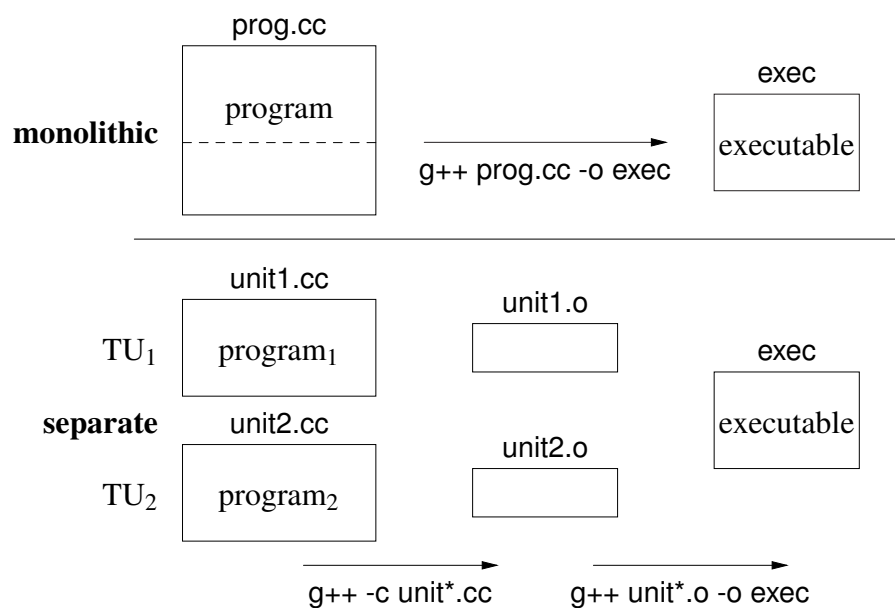 prog.cc
program
monolithic
g++ prog.cc -o exec
exec
executable
unit1.cc
TU₁
program₁
unit1.o
separate
unit2.cc
TU₂
program₂
unit2.o
exec
executable
g++ -c unit*.cc
g++ unit*.o -o exec